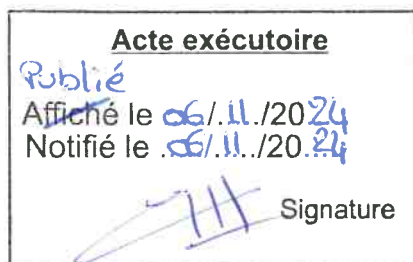 Acte exécutoire
Publié
Affiché le 06/.11./2024
Notifié le .06/.11../20.24
Signature